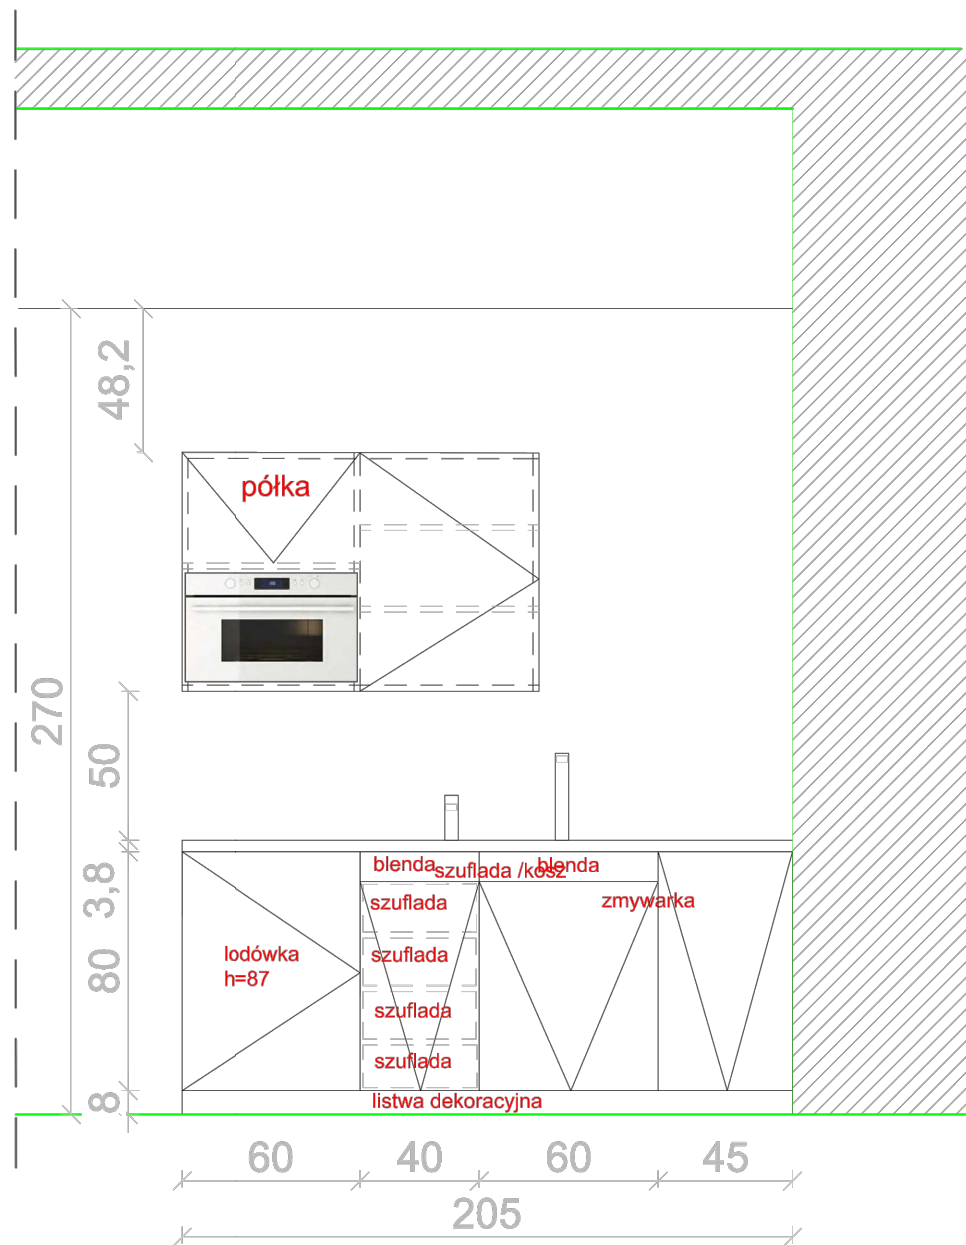 48,2
półka
270
50
3,8
80
8
blenda
szuflada /kosz
blenda
szuflada
zmywarka
szuflada
lodówka
h=87
szuflada
szuflada
listwa dekoracyjna
60
40
60
45
205